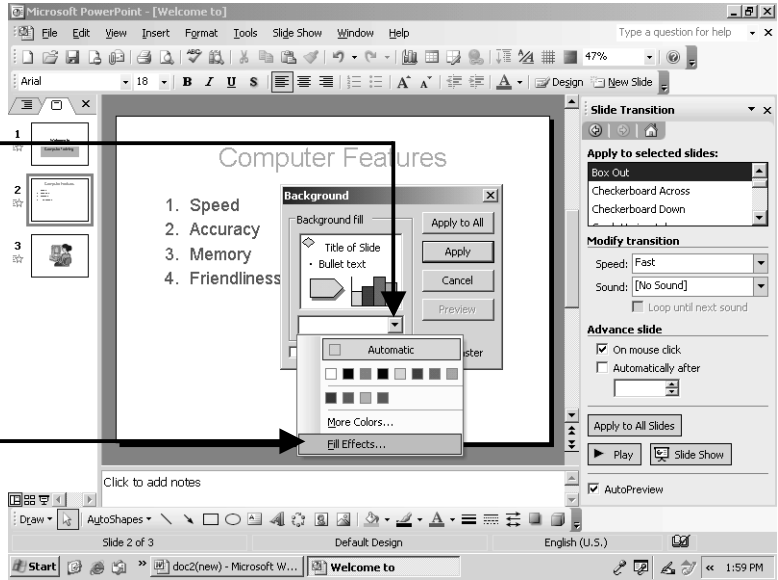 Microsoft PowerPoint - [Welcome to]
File Edit View Insert Format Tools Slide Show Window Help
Type a question for help
47%
Arial
18
B I U S
Design
New Slide
Slide Transition
Apply to selected slides:
Box Out
Checkerboard Across
Checkerboard Down
Modify transition
Speed: Fast
Sound: [No Sound]
Loop until next sound
Advance slide
On mouse click
Automatically after
Apply to All Slides
Play
Slide Show
AutoPreview
1
2
3
Computer Features
1. Speed
2. Accuracy
3. Memory
4. Friendliness
Background
Background fill
Title of Slide
• Bullet text
Apply to All
Apply
Cancel
Preview
Automatic
More Colors...
Fill Effects...
Click to add notes
Draw
AutoShapes
Slide 2 of 3
Default Design
English (U.S.)
Start
doc2(new) - Microsoft W...
Welcome to
1:59 PM